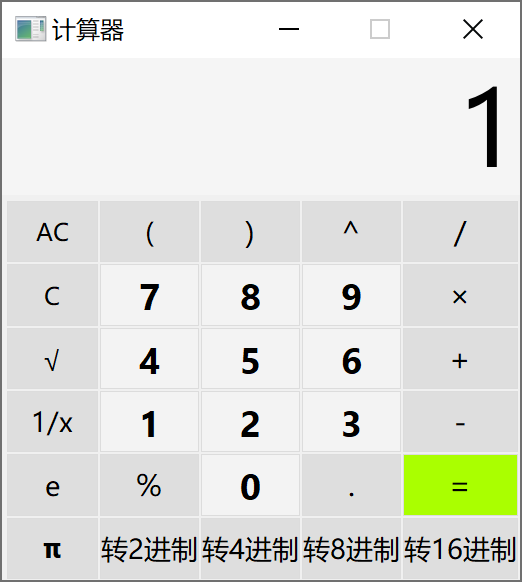 计算器
1
AC ( ) ^ /
C 7 8 9 ×
√ 4 5 6 +
1/x 1 2 3 -
e % 0 . =
π 转2进制 转4进制 转8进制 转16进制